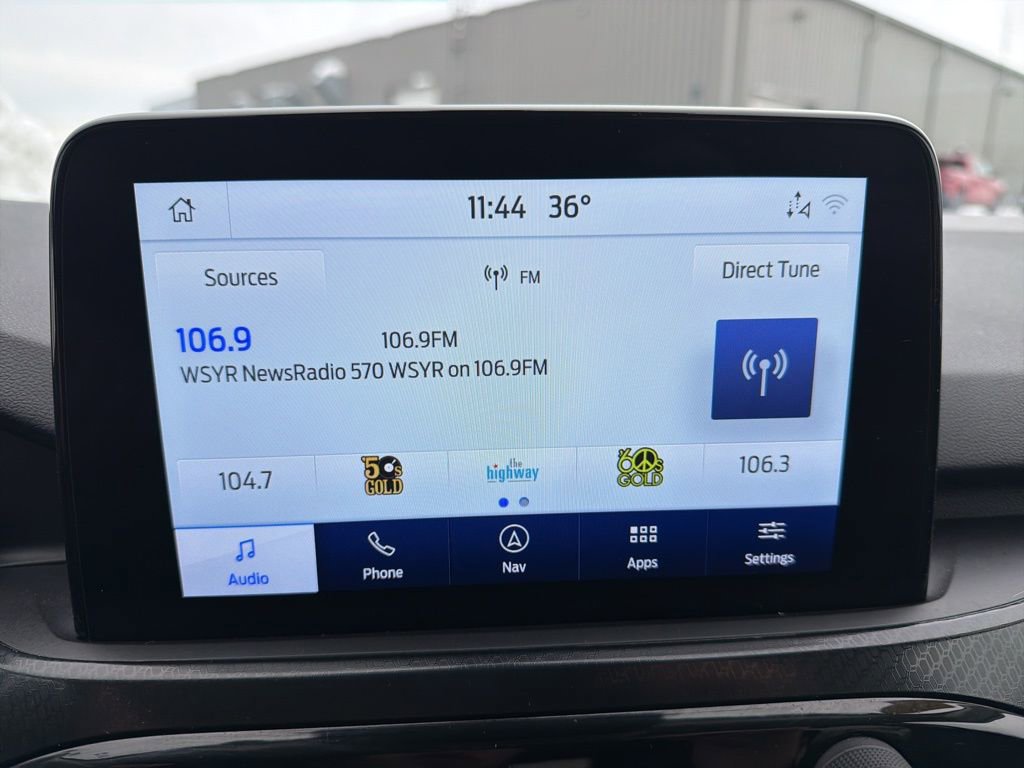 11:44 36°
Sources
FM
Direct Tune
106.9
106.9FM
WSYR NewsRadio 570 WSYR on 106.9FM
104.7
'50s
GOLD
the
highway
'60s
GOLD
106.3
Audio
Phone
Nav
Apps
Settings